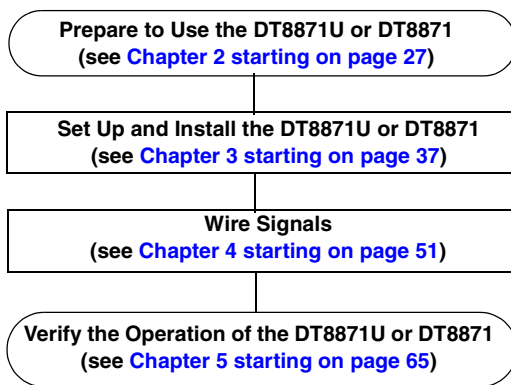 Prepare to Use the DT8871U or DT8871
(see Chapter 2 starting on page 27)
Set Up and Install the DT8871U or DT8871
(see Chapter 3 starting on page 37)
Wire Signals
(see Chapter 4 starting on page 51)
Verify the Operation of the DT8871U or DT8871
(see Chapter 5 starting on page 65)